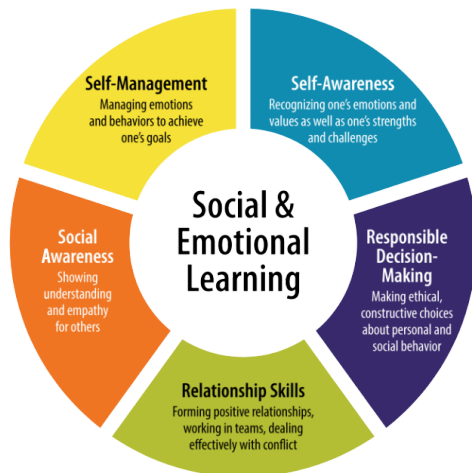 Self-Management
Managing emotions
and behaviors to achieve
one's goals
Self-Awareness
Recognizing one's emotions and
values as well as one's strengths
and challenges
Social &
Emotional
Learning
Social
Awareness
Showing
understanding
and empathy
for others
Responsible
Decision-
Making
Making ethical,
constructive choices
about personal and
social behavior
Relationship Skills
Forming positive relationships,
working in teams, dealing
effectively with conflict